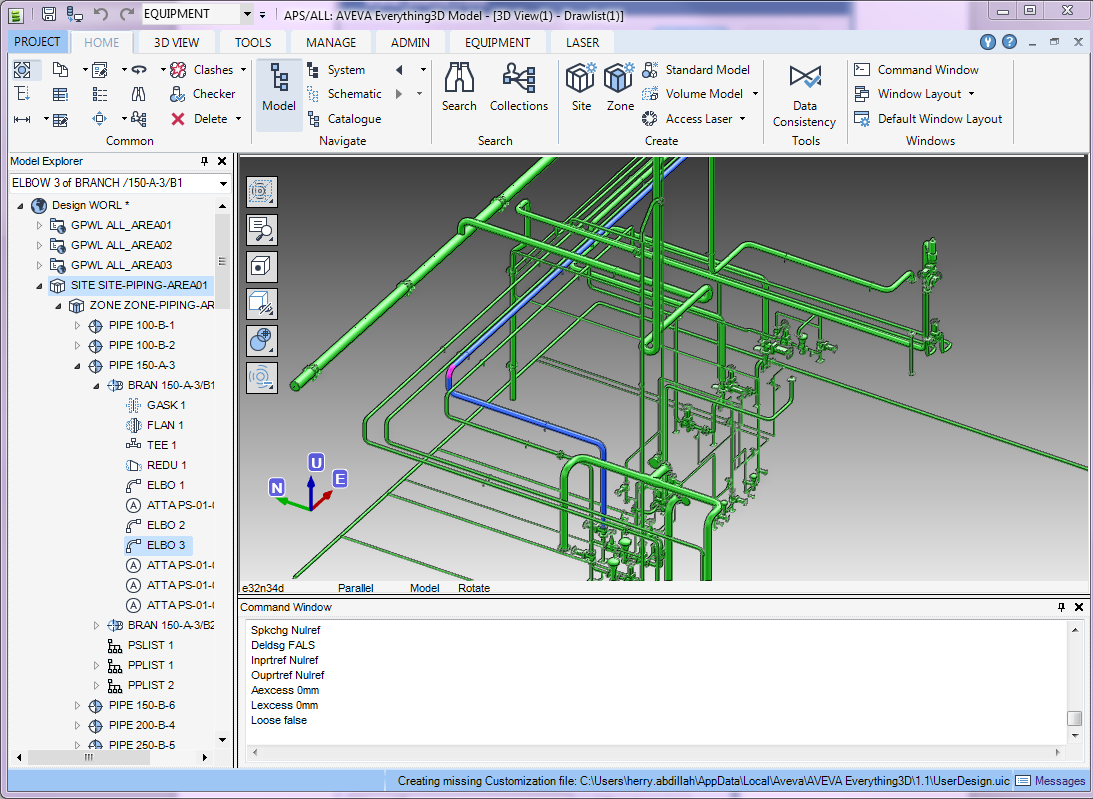 EQUIPMENT
APS/ALL: AVEVA Everything3D Model - [3D View(1) - Drawlist(1)]
PROJECT HOME 3D VIEW TOOLS MANAGE ADMIN EQUIPMENT LASER
Clashes
Checker
Delete
Common
Model
System
Schematic
Catalogue
Navigate
Search
Collections
Search
Site
Zone
Standard Model
Volume Model
Access Laser
Create
Data
Consistency
Tools
Command Window
Window Layout
Default Window Layout
Windows
Model Explorer
ELBOW 3 of BRANCH /150-A-3/B1
Design WORL *
GPWL ALL_AREA01
GPWL ALL_AREA02
GPWL ALL_AREA03
SITE SITE-PIPING-AREA01
ZONE ZONE-PIPING-AR
PIPE 100-B-1
PIPE 100-B-2
PIPE 150-A-3
BRAN 150-A-3/B1
GASK 1
FLAN 1
TEE 1
REDU 1
ELBO 1
ATTA PS-01-
ELBO 2
ELBO 3
ATTA PS-01-
ATTA PS-01-
ATTA PS-01-
BRAN 150-A-3/B2
PSLIST 1
PPLIST 1
PPLIST 2
PIPE 150-B-6
PIPE 200-B-4
PIPE 250-B-5
U
N
E
e32n34d Parallel Model Rotate
Command Window
Spkchg Nulref
Deldsg FALS
Inprtref Nulref
Ouprtref Nulref
Aexcess 0mm
Lexcess 0mm
Loose false
Creating missing Customization file: C:\Users\herry.abdillah\AppData\Local\Aveva\AVEVA Everything3D\1.1\UserDesign.uic
Messages